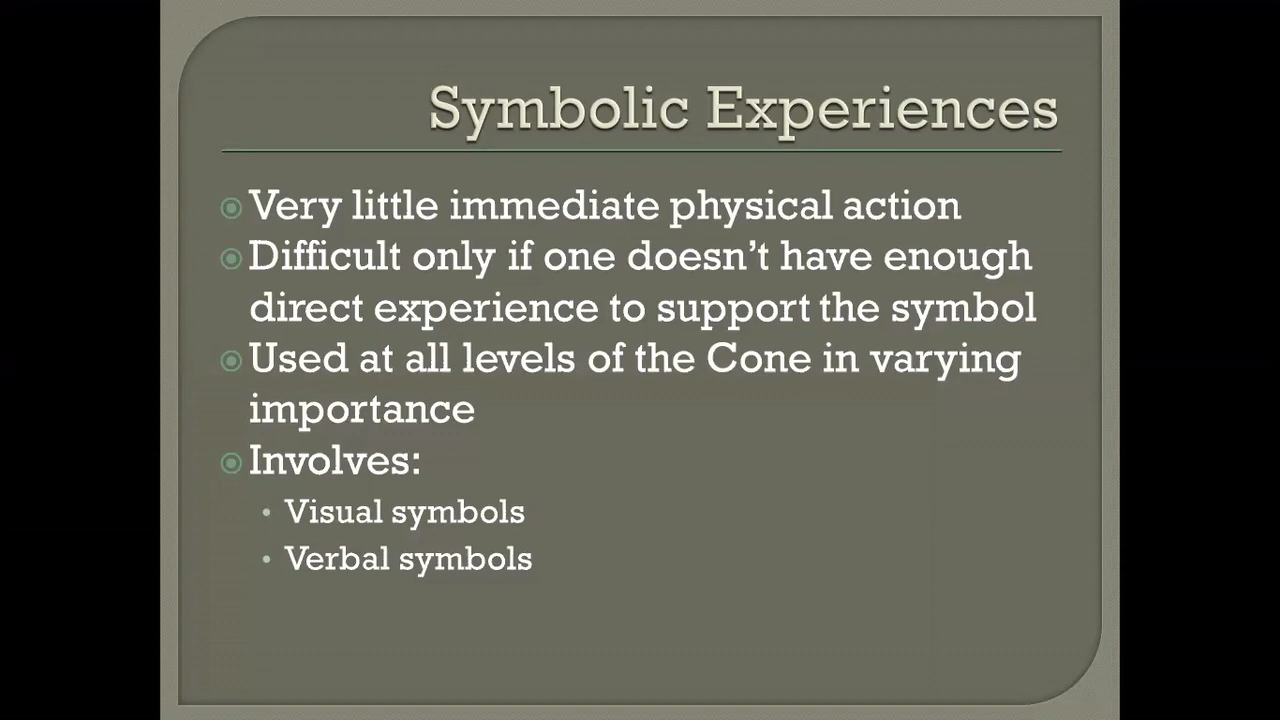 Symbolic Experiences
Very little immediate physical action
Difficult only if one doesn't have enough
direct experience to support the symbol
Used at all levels of the Cone in varying
importance
Involves:
Visual symbols
Verbal symbols